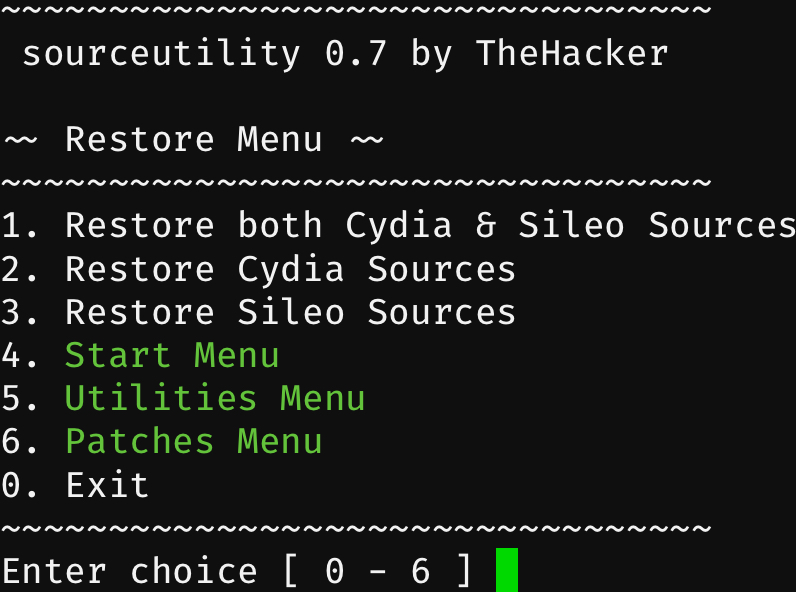 ~~~~~~~~~~~~~~~~~~~~~~~~~~~~~~~~~
 sourceutility 0.7 by TheHacker
~~ Restore Menu ~~
~~~~~~~~~~~~~~~~~~~~~~~~~~~~~~~~~
1. Restore both Cydia & Sileo Sources
2. Restore Cydia Sources
3. Restore Sileo Sources
4. Start Menu
5. Utilities Menu
6. Patches Menu
0. Exit
~~~~~~~~~~~~~~~~~~~~~~~~~~~~~~~~~
Enter choice [ 0 - 6 ]